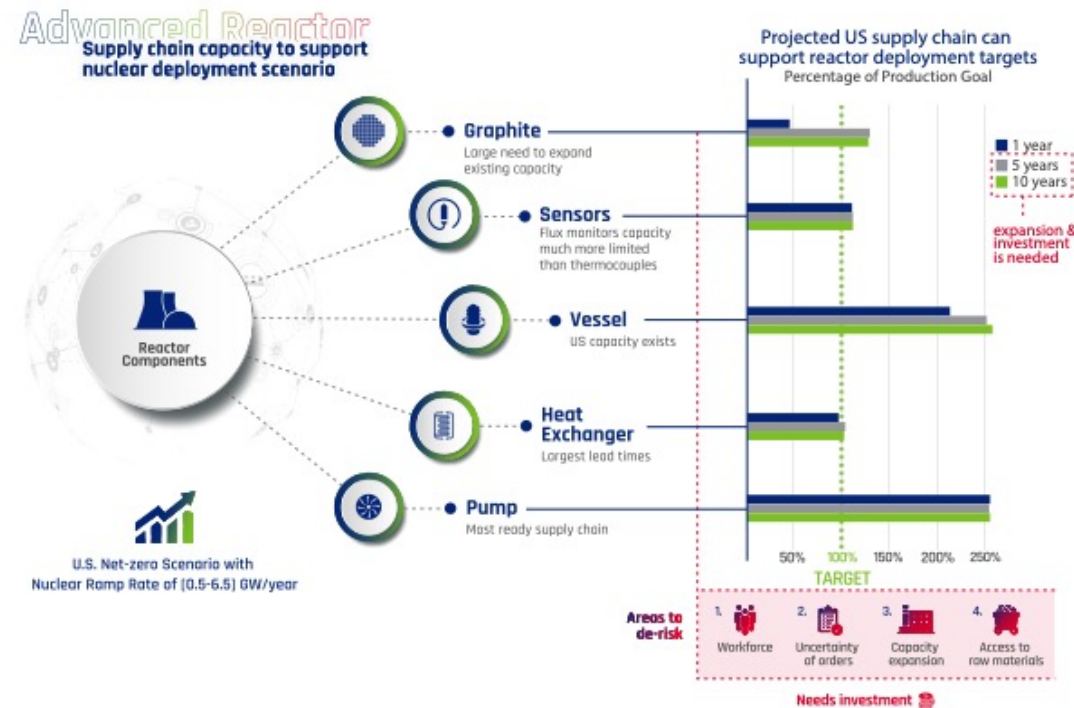 Advanced Reactor
Supply chain capacity to support
nuclear deployment scenario
Reactor
Components
U.S. Net-zero Scenario with
Nuclear Ramp Rate of (0.5-6.5) GW/year
Graphite
Large need to expand
existing capacity
Sensors
Flux monitors capacity
much more limited
than thermocouples
Vessel
US capacity exists
Heat
Exchanger
Largest lead times
Pump
Most ready supply chain
Projected US supply chain can
support reactor deployment targets
Percentage of Production Goal
1 year
5 years
10 years
expansion &
investment
is needed
50% 100% 150% 200% 250%
TARGET
Areas to
de-risk
1. Workforce
2. Uncertainty
of orders
3. Capacity
expansion
4. Access to
raw materials
Needs investment